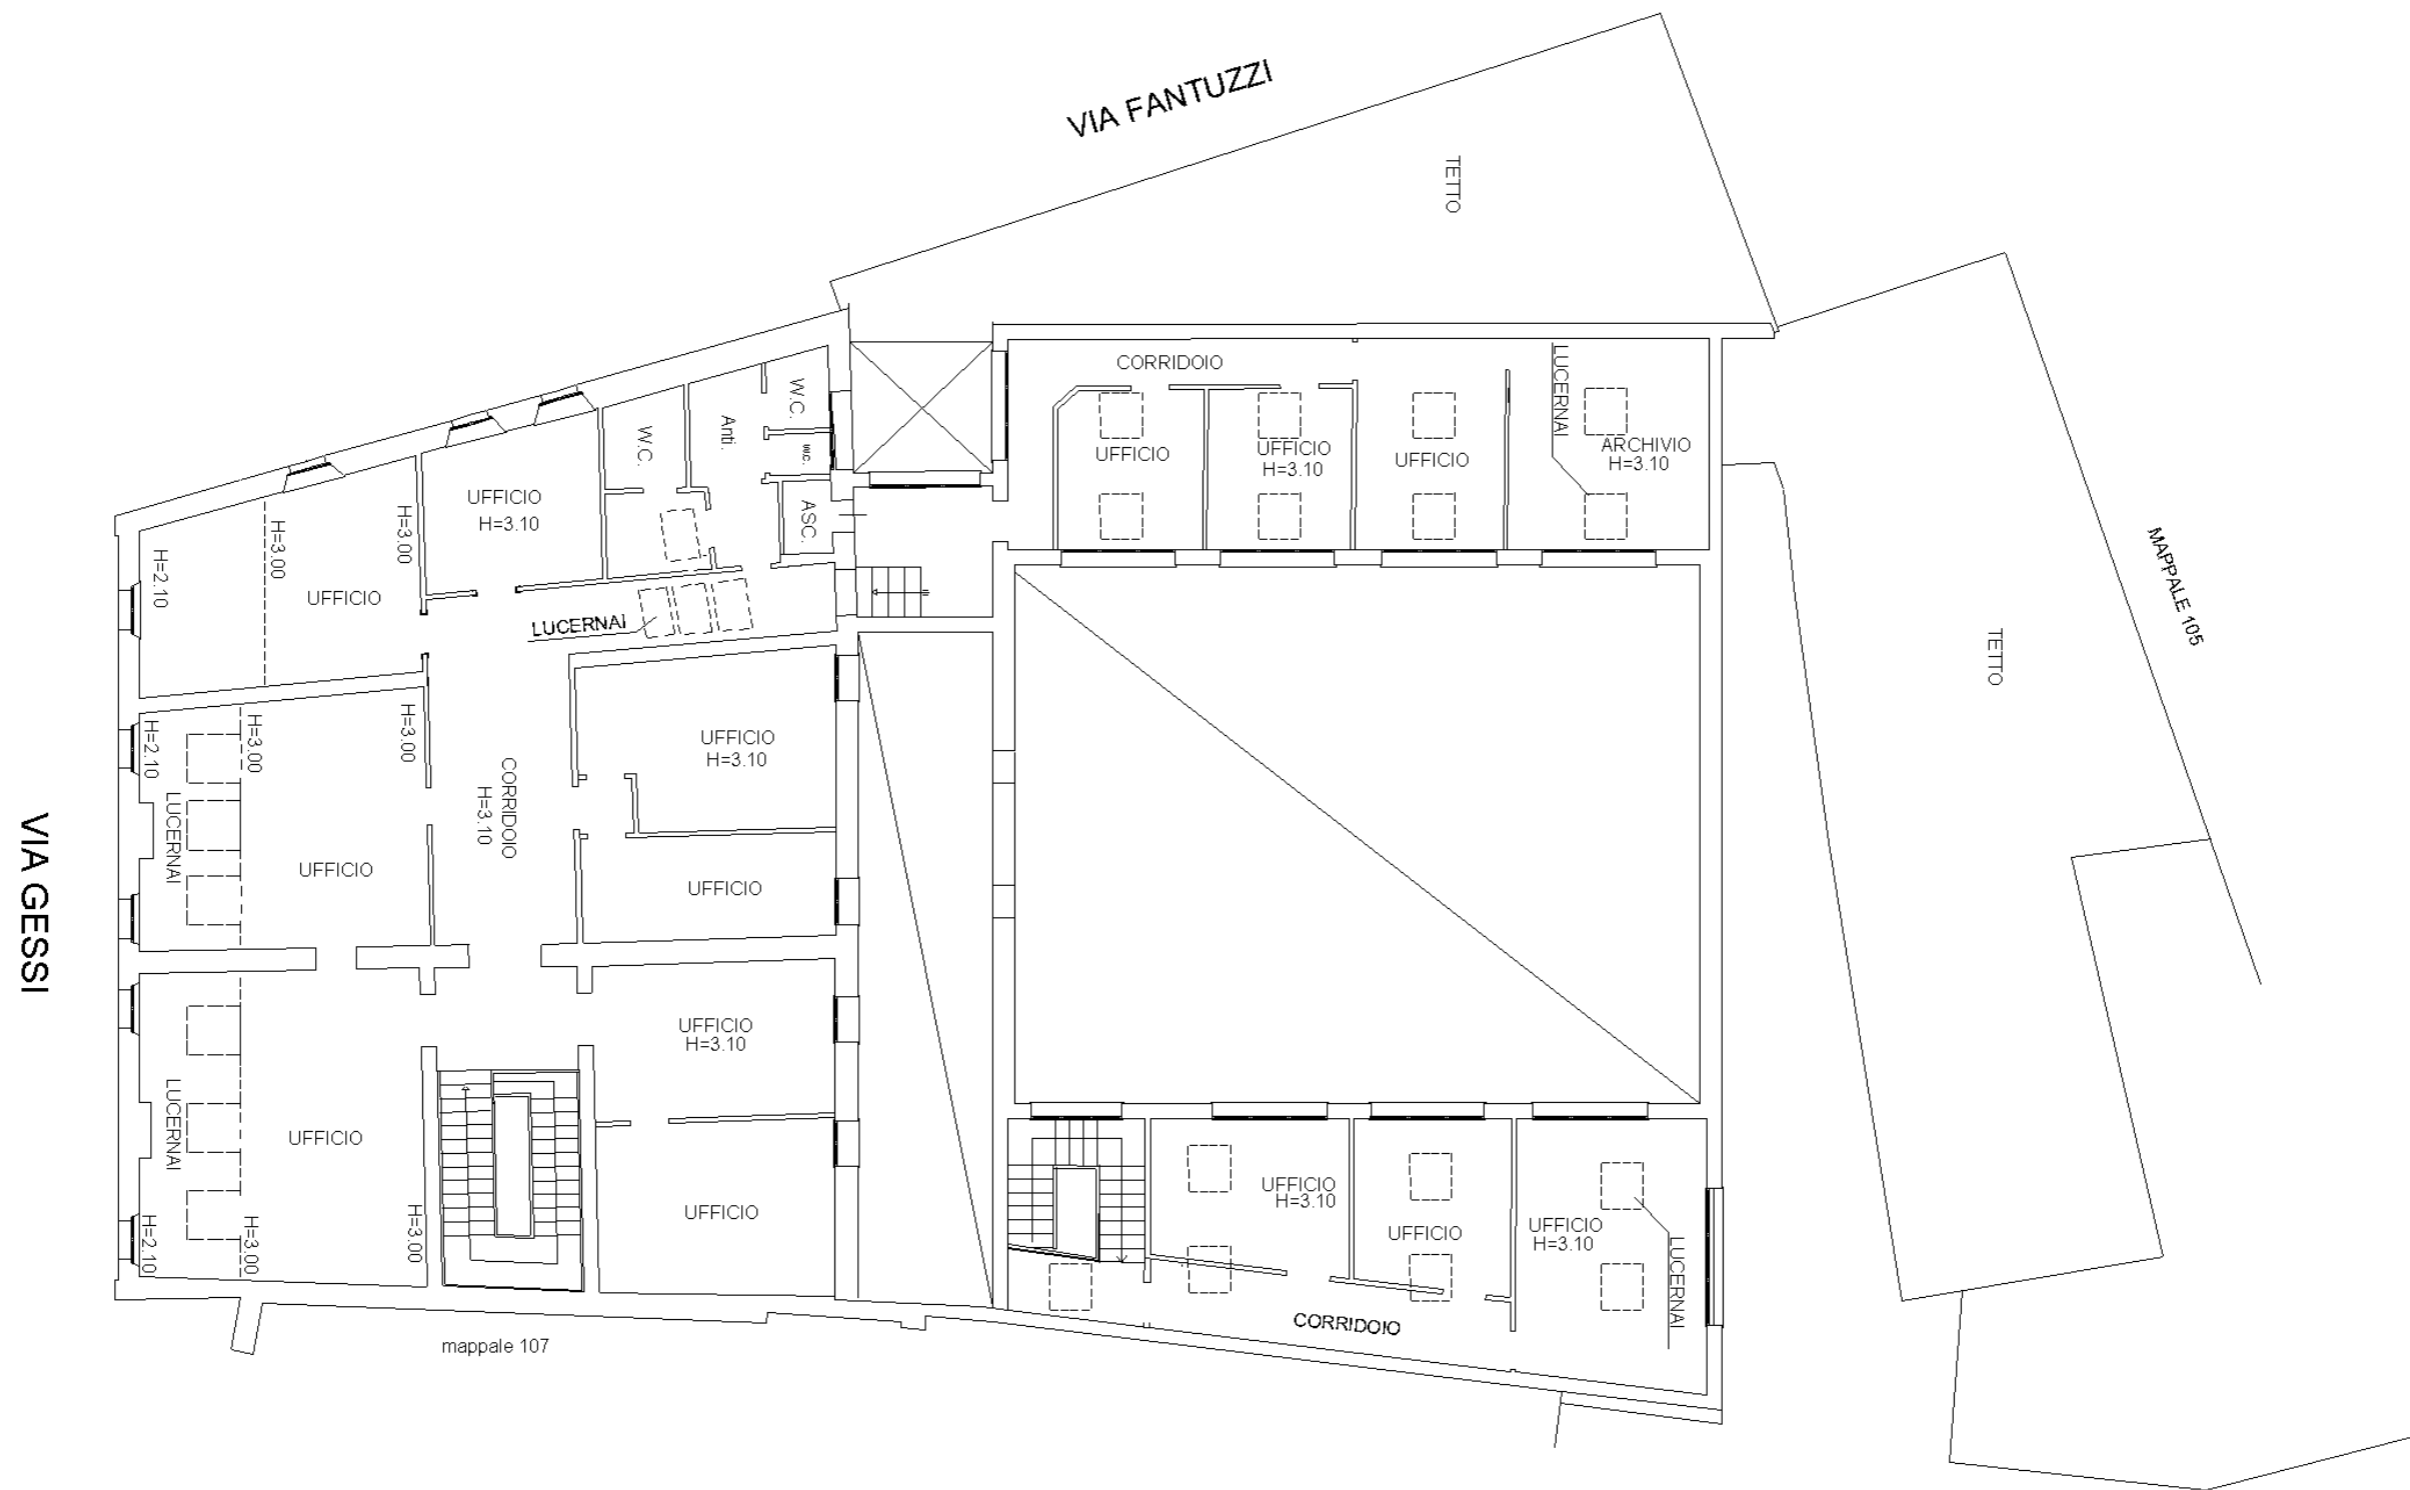 VIA FANTUZZI
TETTO
CORRIDOIO
LUCERNAI
W.C.
Anti.
W.C.
W.C.
UFFICIO
UFFICIO
H=3.10
UFFICIO
ARCHIVIO
H=3.10
UFFICIO
H=3.10
H=3.00
H=3.00
H=2.10
ASC.
MAPPALE 105
UFFICIO
LUCERNAI
TETTO
H=2.10
H=3.00
H=3.00
UFFICIO
H=3.10
CORRIDOIO
H=3.10
LUCERNAI
VIA GESSI
UFFICIO
UFFICIO
UFFICIO
H=3.10
LUCERNAI
UFFICIO
UFFICIO
H=3.10
UFFICIO
H=2.10
H=3.00
H=3.00
UFFICIO
UFFICIO
H=3.10
LUCERNAI
CORRIDOIO
mappale 107